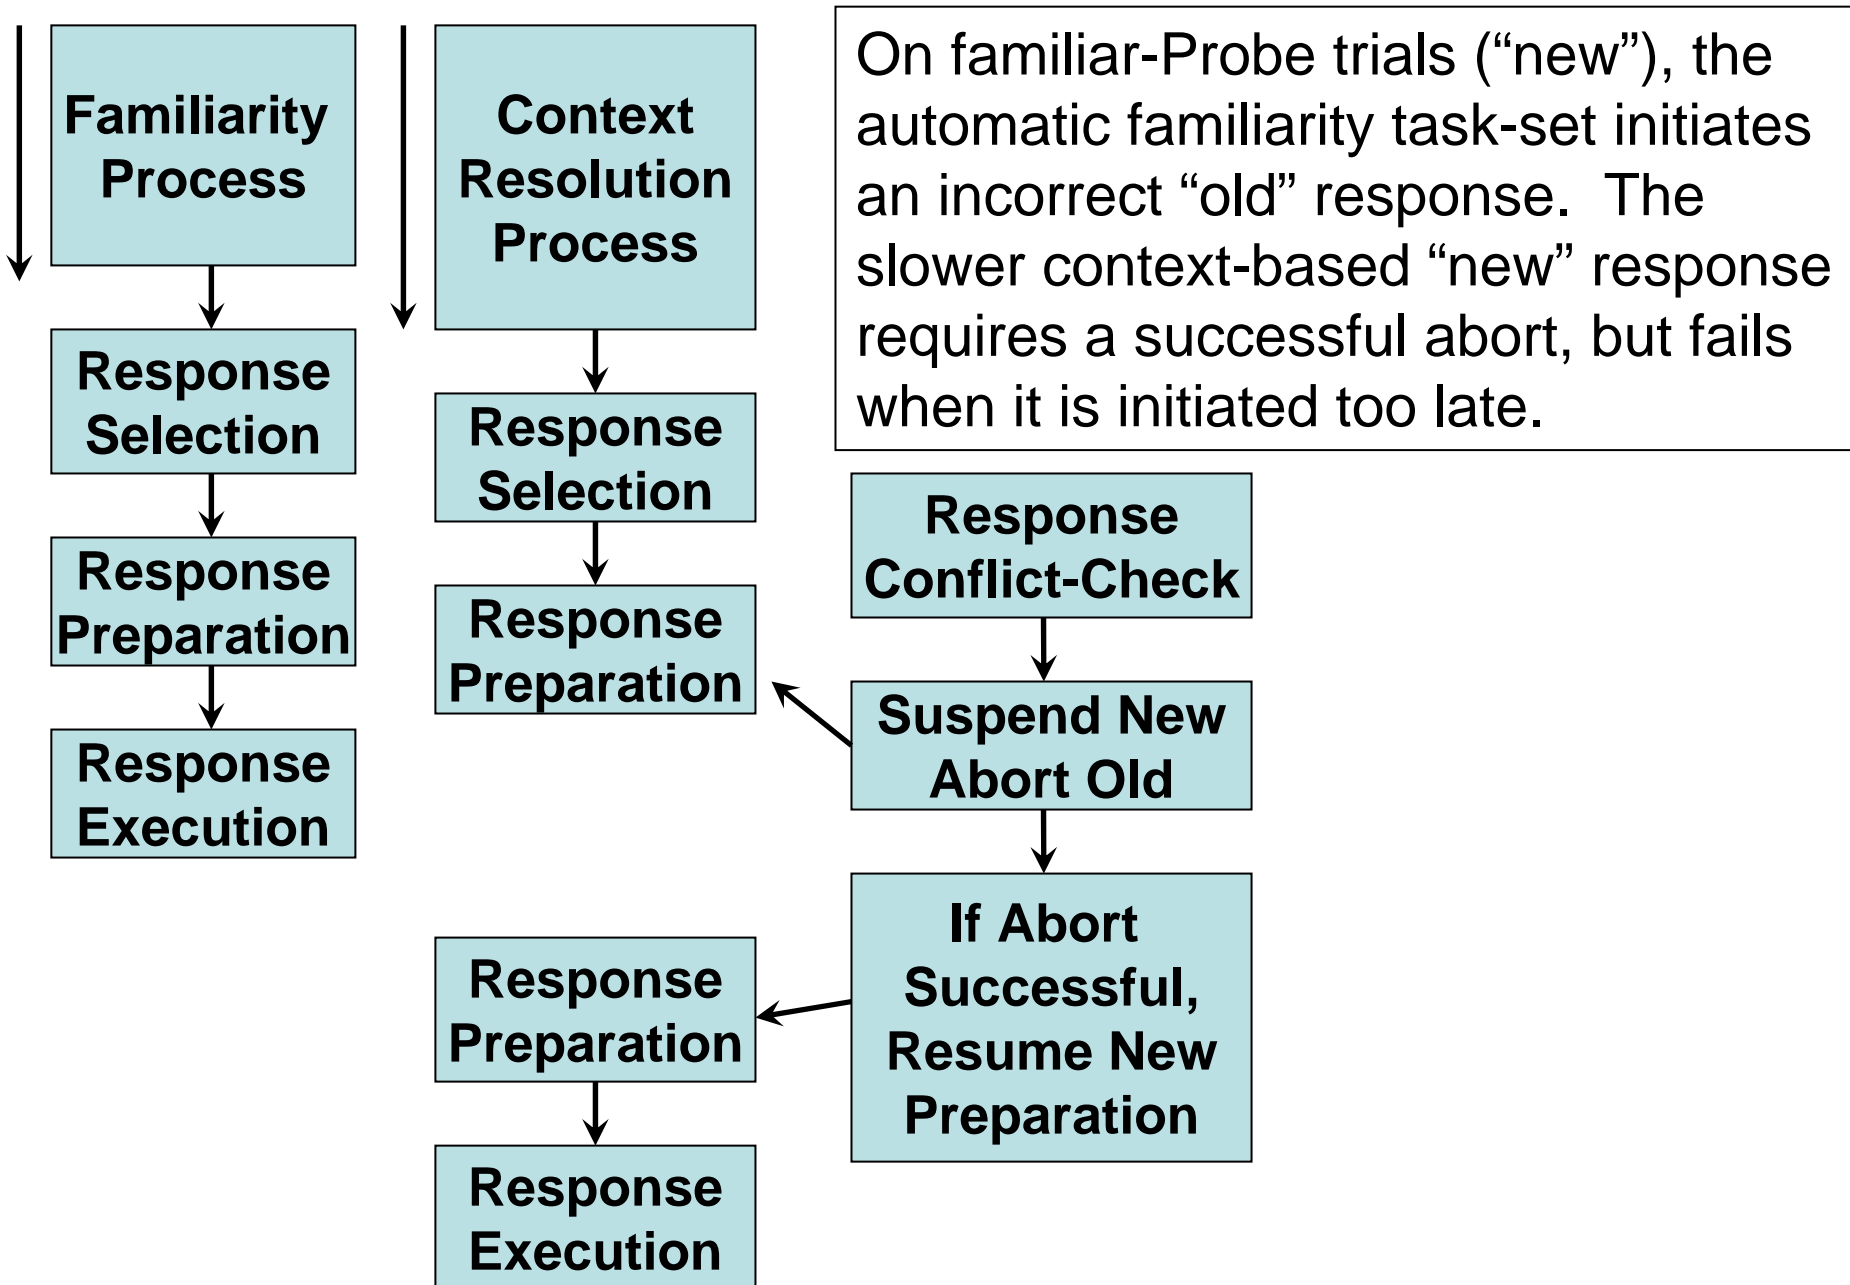 Familiarity
Process
Response
Selection
Response
Preparation
Response
Execution
Context
Resolution
Process
Response
Selection
Response
Preparation
Response
Preparation
Response
Execution
On familiar-Probe trials (“new”), the
automatic familiarity task-set initiates
an incorrect “old” response.  The
slower context-based “new” response
requires a successful abort, but fails
when it is initiated too late.
Response
Conflict-Check
Suspend New
Abort Old
If Abort
Successful,
Resume New
Preparation